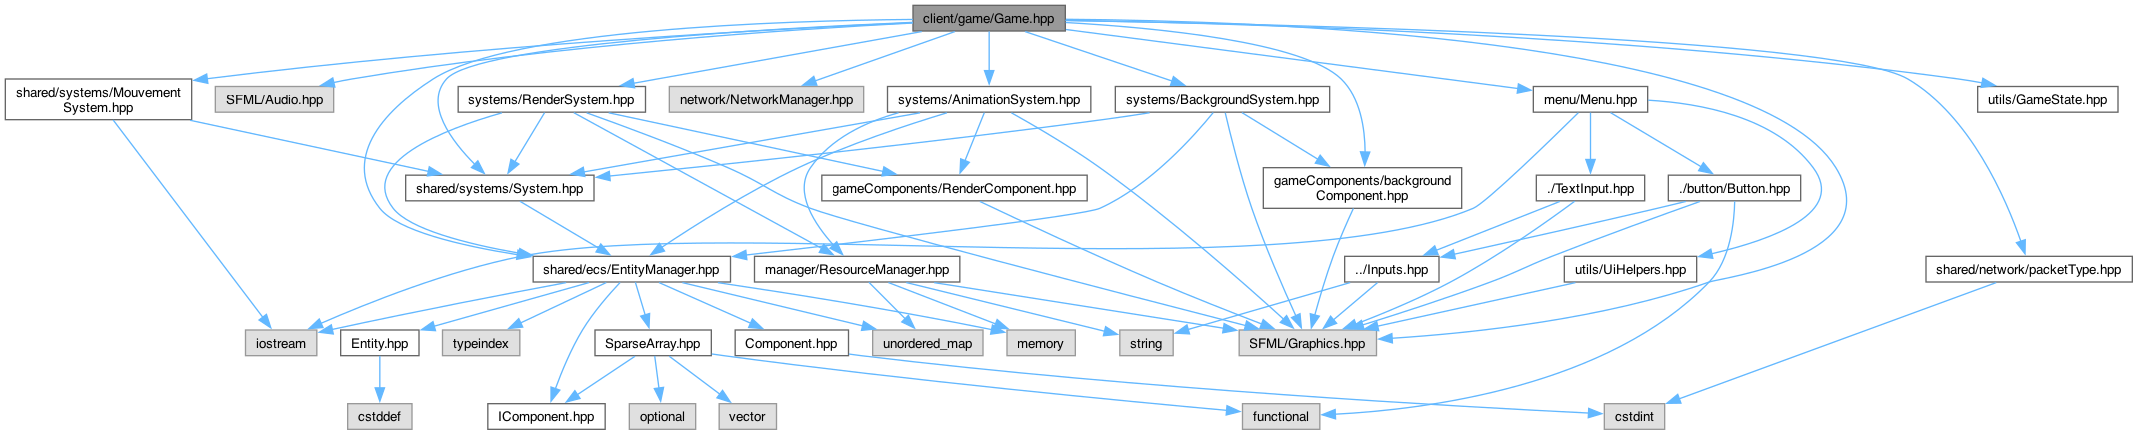 client/game/Game.hpp
shared/systems/Mouvement
System.hpp
SFML/Audio.hpp
systems/RenderSystem.hpp
network/NetworkManager.hpp
systems/AnimationSystem.hpp
systems/BackgroundSystem.hpp
menu/Menu.hpp
utils/GameState.hpp
shared/systems/System.hpp
gameComponents/RenderComponent.hpp
gameComponents/background
Component.hpp
./TextInput.hpp
./button/Button.hpp
shared/ecs/EntityManager.hpp
manager/ResourceManager.hpp
../Inputs.hpp
utils/UiHelpers.hpp
shared/network/packetType.hpp
iostream
Entity.hpp
typeindex
SparseArray.hpp
Component.hpp
unordered_map
memory
string
SFML/Graphics.hpp
cstddef
IComponent.hpp
optional
vector
functional
cstdint